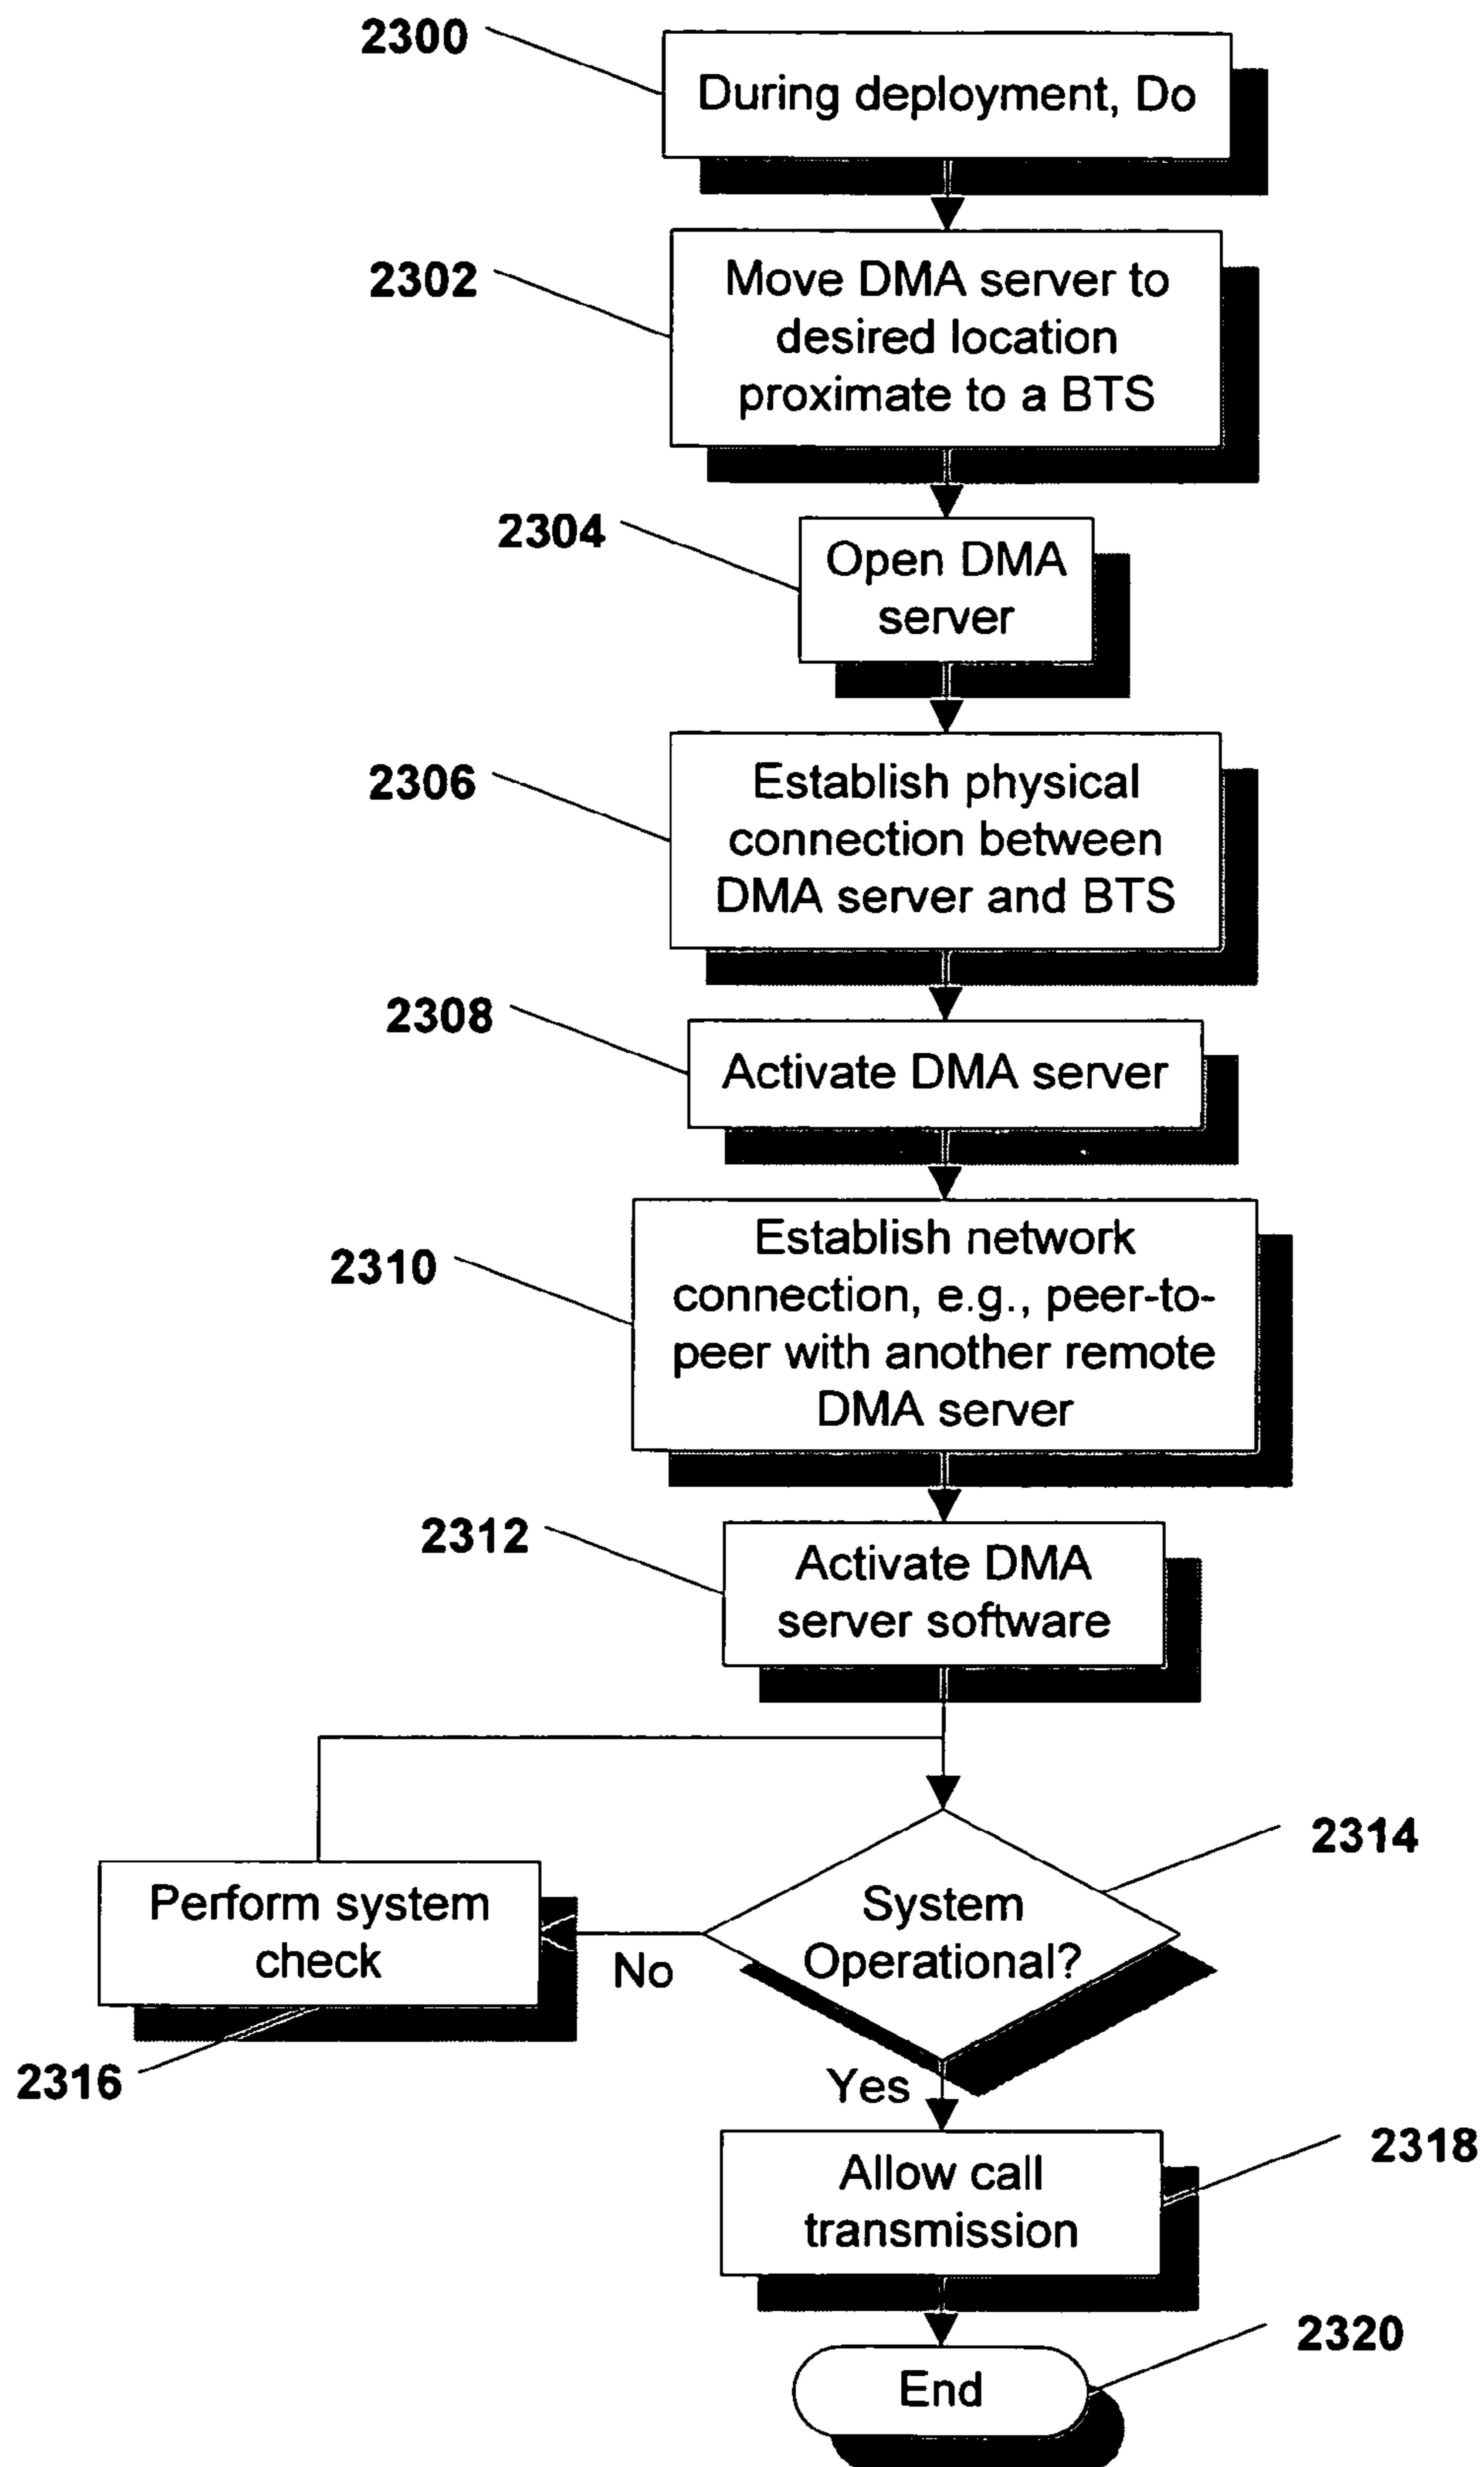 2300
During deployment, Do
2302
Move DMA server to
desired location
proximate to a BTS
2304
Open DMA
server
2306
Establish physical
connection between
DMA server and BTS
2308
Activate DMA server
2310
Establish network
connection, e.g., peer-to-
peer with another remote
DMA server
2312
Activate DMA
server software
2314
System
Operational?
No
Perform system
check
2316
Yes
2318
Allow call
transmission
2320
End